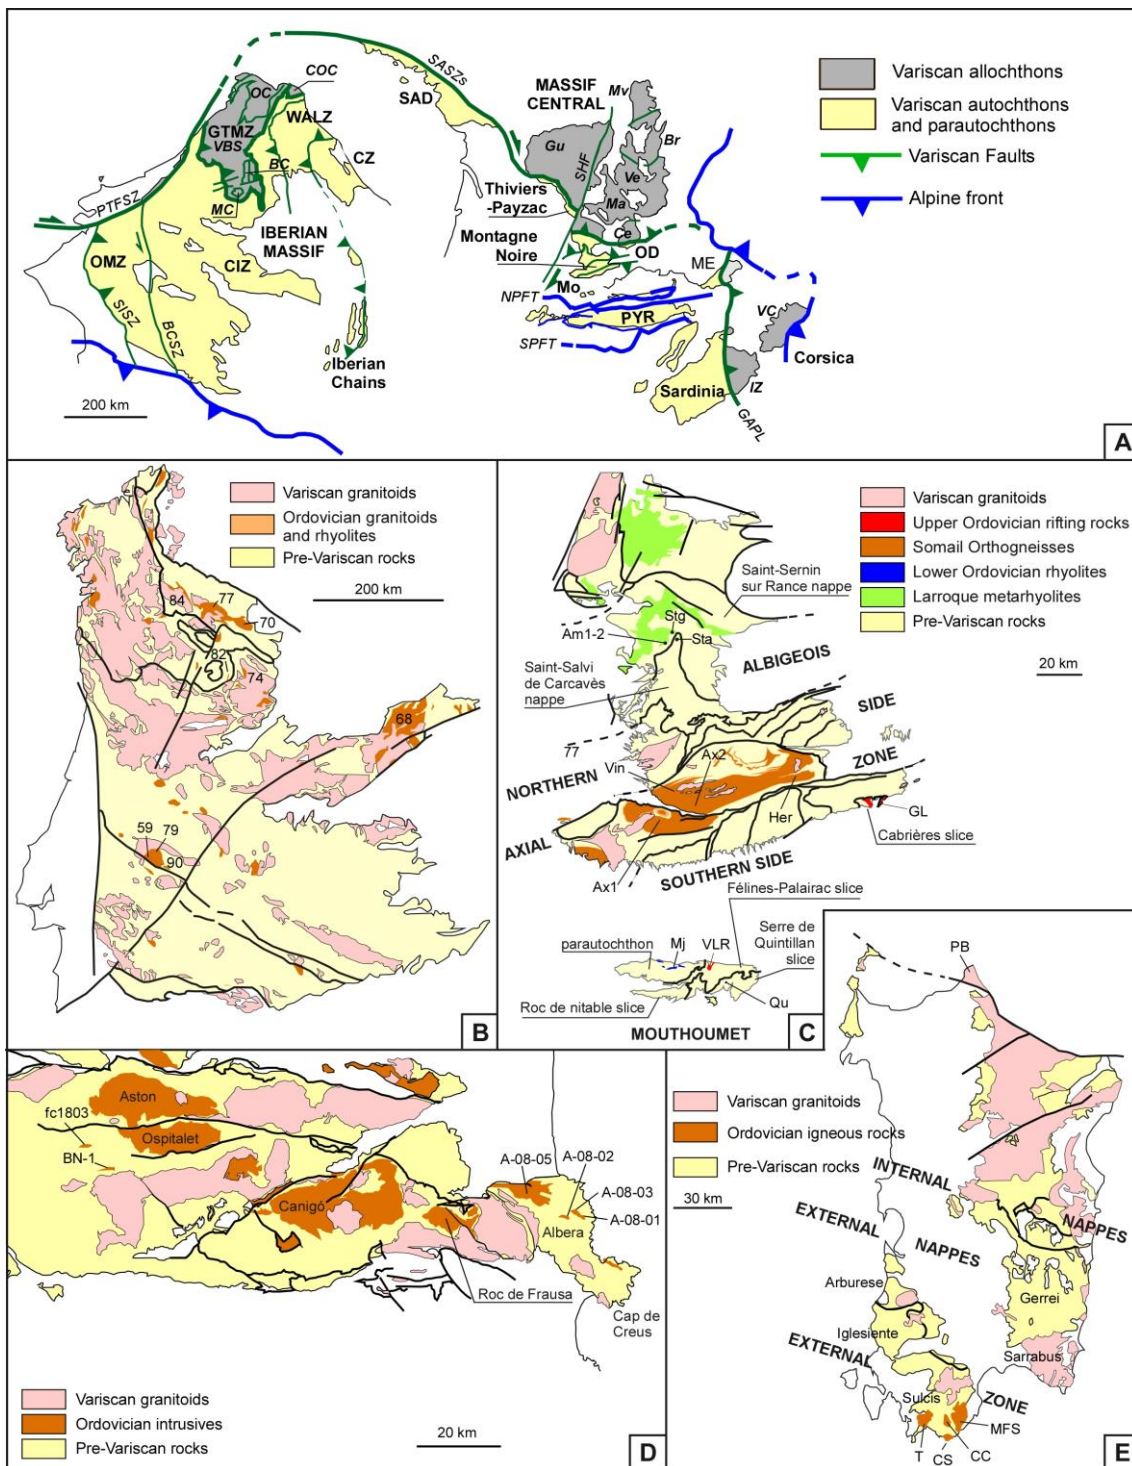 SASZs
COC
OC
SAD
MASSIF
CENTRAL
Mv
Variscan allochthons
Variscan autochthons
and parautochthons
Variscan Faults
Alpine front
GTMZ
VBS
WALZ
CZ
BC
MC
PTFSZ
IBERIAN
MASSIF
OMZ
CIZ
SISZ
BCSZ
Iberian
Chains
200 km
Gu
SHF
Br
Ve
Ma
Ce
Thiviers
-Payzac
Montagne
Noire
OD
Mo
NPFT
PYR
SPFT
ME
VC
Corsica
IZ
Sardinia
GAPL
A
Variscan granitoids
Ordovician granitoids
and rhyolites
Pre-Variscan rocks
200 km
84
77
70
82
74
68
59
79
90
B
Variscan granitoids
Upper Ordovician rifting rocks
Somail Orthogneisses
Lower Ordovician rhyolites
Larroque metarhyolites
Pre-Variscan rocks
20 km
Saint-Sernin
sur Rance nappe
Stg
Am1-2
Sta
ALBIGEOIS
Saint-Salvi
de Carcavès
nappe
SIDE
77
Ax2
Vin
NORTHERN
ZONE
Her
GL
Cabrières slice
AXIAL
Ax1
SOUTHERN SIDE
Félines-Palairac slice
parautochthon
Mj
VLR
Serre de
Quintillan
slice
Roc de nitable slice
Qu
MOUTHOUMET
C
Aston
fc1803
Ospitalet
BN-1
Canigó
A-08-05
A-08-02
A-08-03
A-08-01
Albera
Roc de Frausa
Cap de
Creus
Variscan granitoids
Ordovician intrusives
Pre-Variscan rocks
20 km
D
PB
Variscan granitoids
Ordovician igneous rocks
Pre-Variscan rocks
30 km
INTERNAL
NAPPES
EXTERNAL
NAPPES
Arburese
Gerrei
Iglesiente
EXTERNAL
Sarrabus
Sulcis
ZONE
MFS
T
CS
CC
E